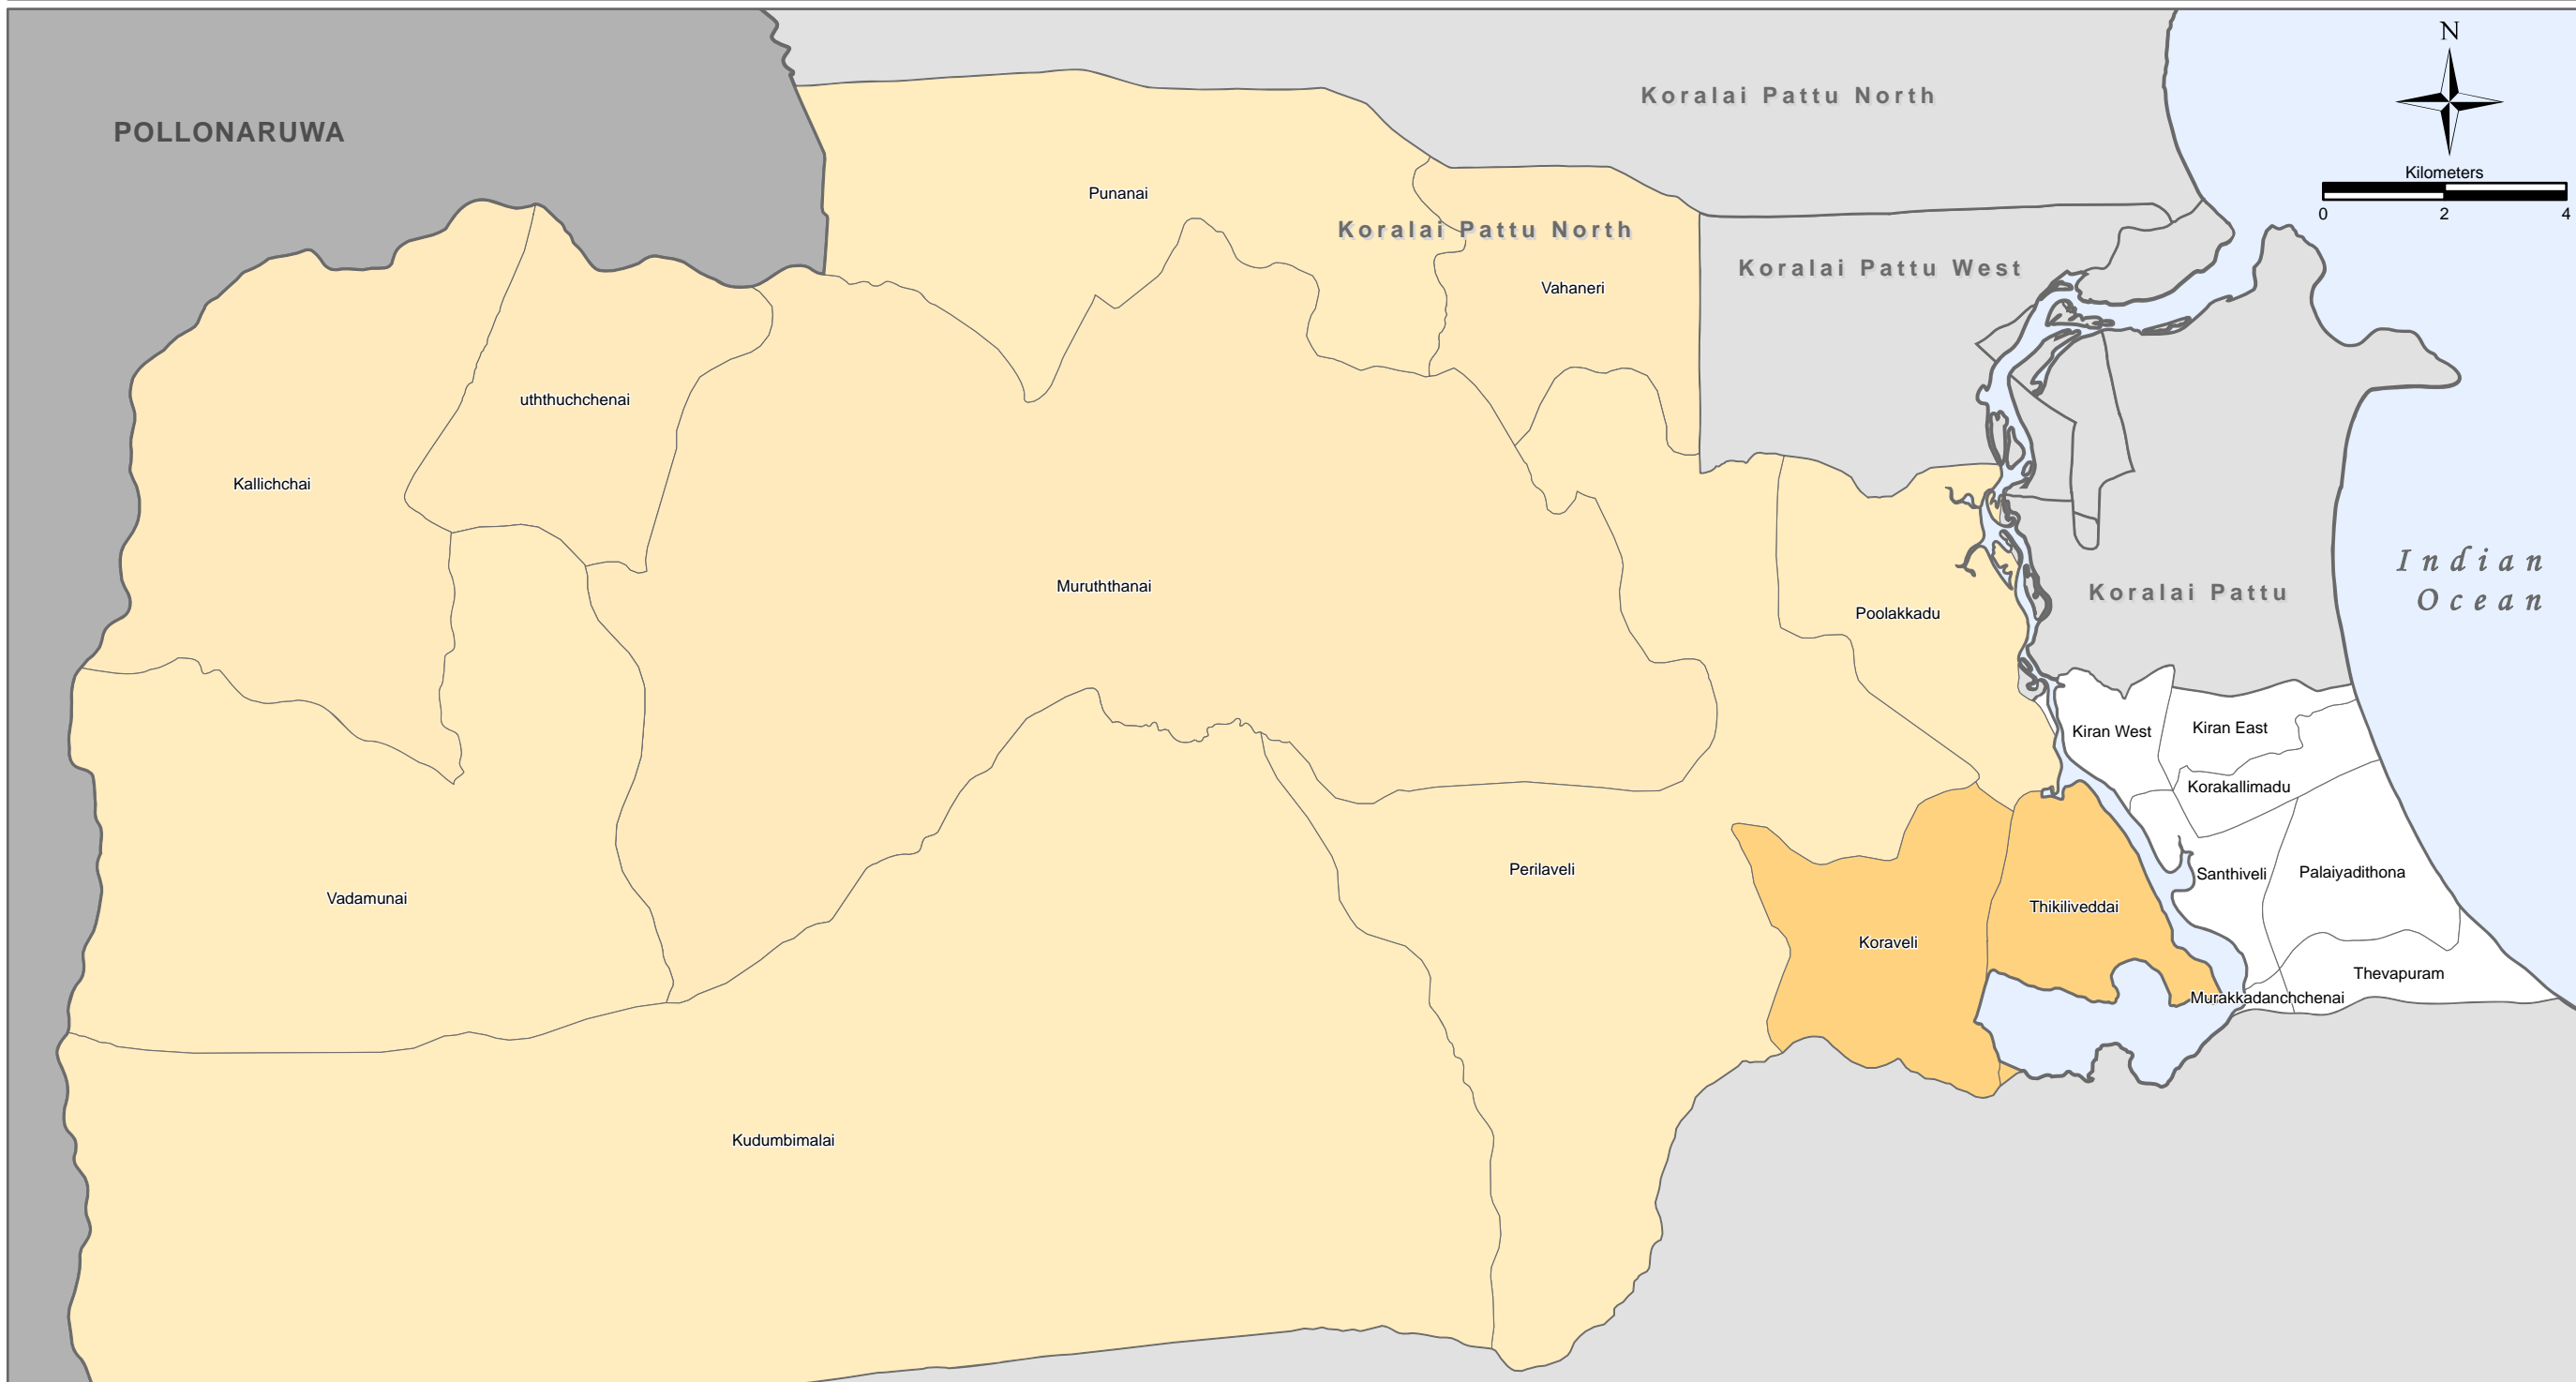 N
Koralai Pattu North
POLLONARUWA
Kilometers
0 2 4
Punanai
Koralai Pattu North
Koralai Pattu West
Vahaneri
uththuchchenai
Kallichchai
Indian
Ocean
Muruththanai
Koralai Pattu
Poolakkadu
Kiran West
Kiran East
Korakallimadu
Perilaveli
Santhiveli
Palaiyadithona
Vadamunai
Thikiliveddai
Koraveli
Thevapuram
Murakkadanchchenai
Kudumbimalai